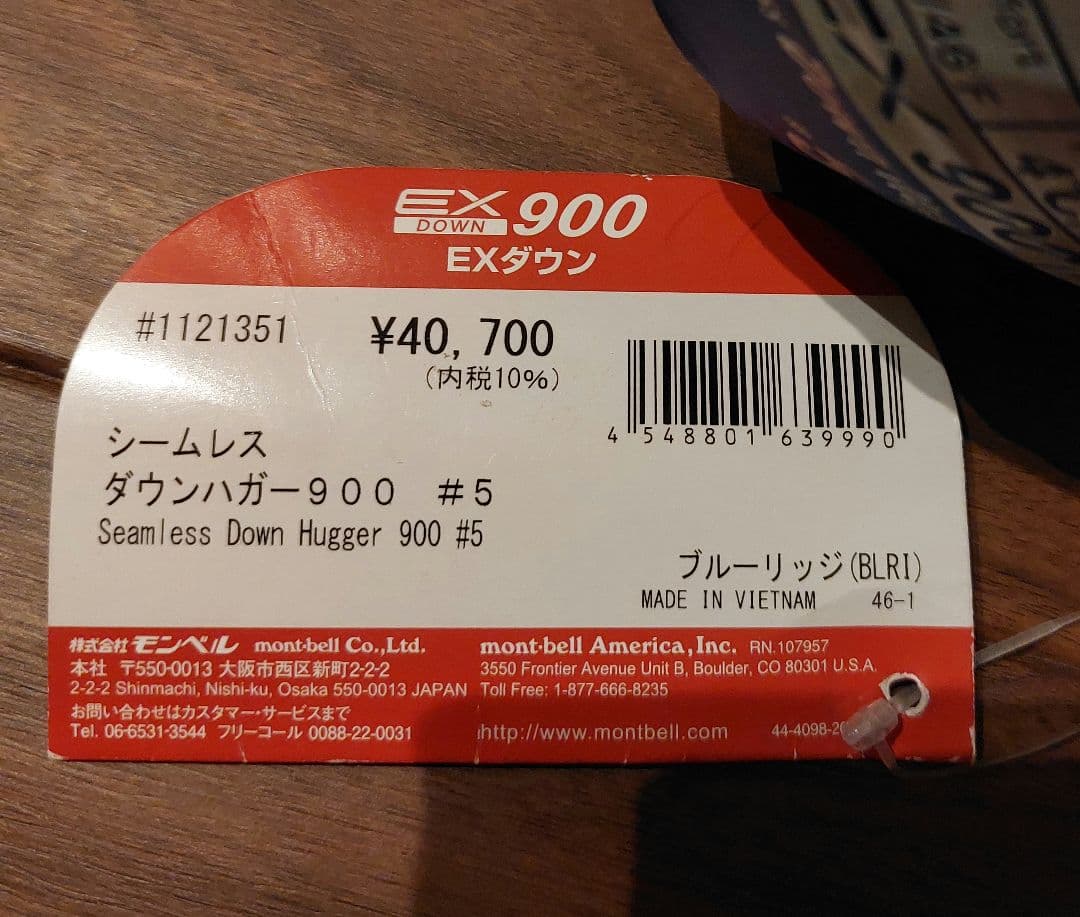 EX 900
DOWN
EXダウン
#1121351 ¥40,700
(内税10%)
4 548801 639990
シームレス
ダウンハガー９００ ＃５
Seamless Down Hugger 900 #5
ブルーリッジ(BLRI)
MADE IN VIETNAM 46-1
株式会社モンベル mont-bell Co.,Ltd.
本社 〒550-0013 大阪市西区新町2-2-2
2-2-2 Shinmachi, Nishi-ku, Osaka 550-0013 JAPAN
お問い合わせはカスタマー・サービスまで
Tel. 06-6531-3544 フリーコール 0088-22-0031
mont-bell America, Inc. RN.107957
3550 Frontier Avenue Unit B, Boulder, CO 80301 U.S.A.
Toll Free: 1-877-666-8235
http://www.montbell.com